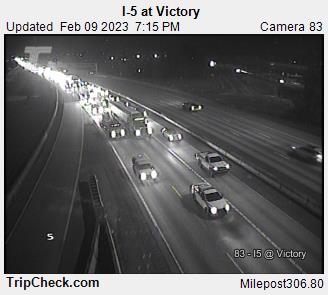 I-5 at Victory
Updated Feb 09 2023 7:15 PM Camera 83
S
83 - I5 @ Victory
TripCheck.com Milepost306.80